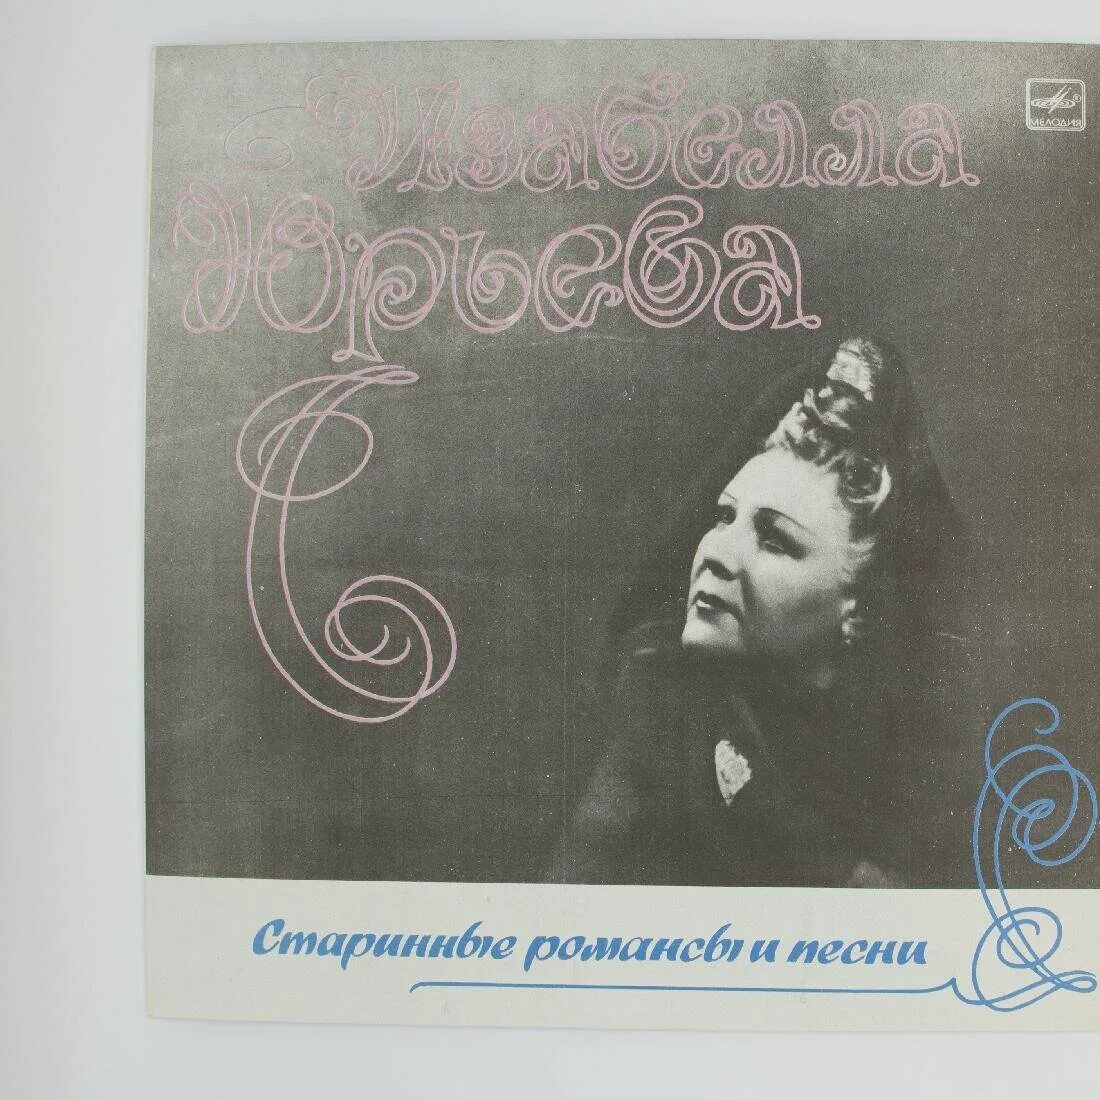 Изабелла
Юрьева
МЕЛОДИЯ
Старинные романсы и песни